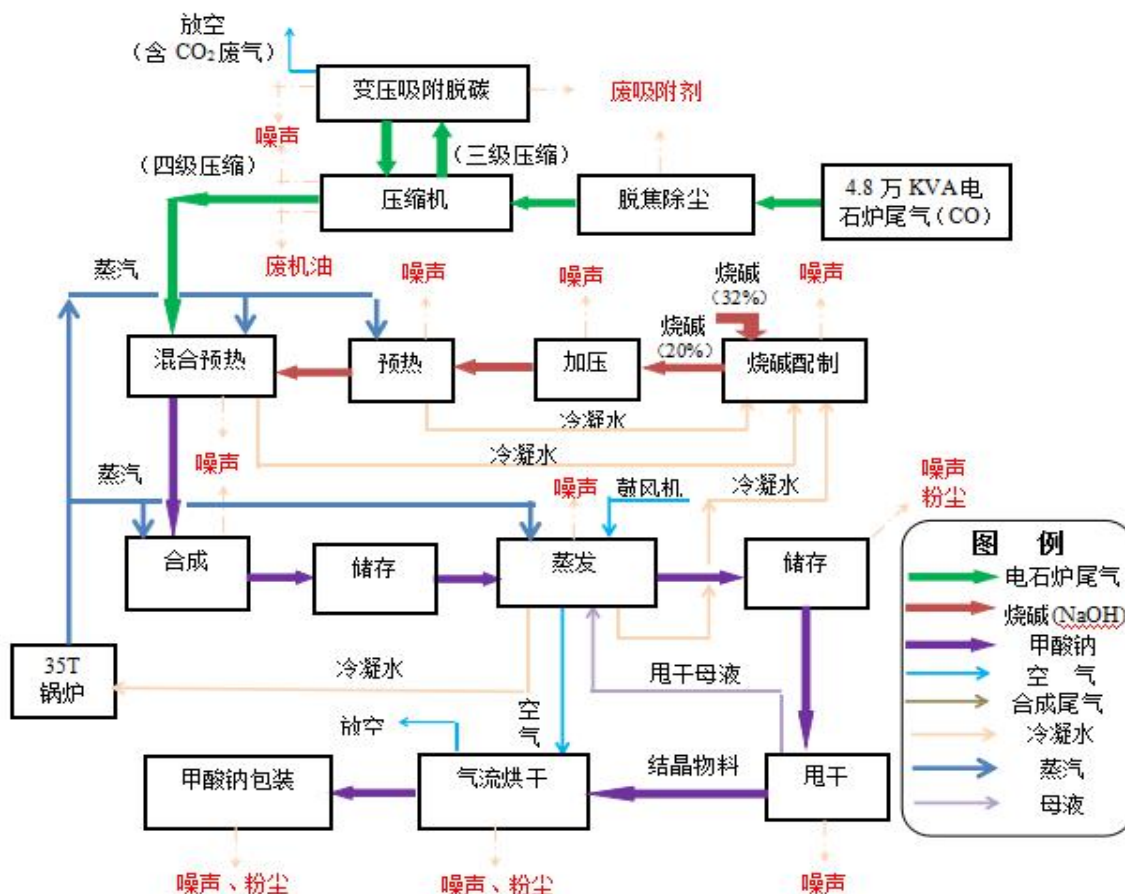 放空
（含 CO₂废气）
变压吸附脱碳
废吸附剂
噪声
（四级压缩）
（三级压缩）
压缩机
脱焦除尘
4.8 万 KVA 电
石炉尾气（CO）
蒸汽
废机油
噪声
噪声
烧碱
（32%）
噪声
烧碱
（20%）
混合预热
预热
加压
烧碱配制
冷凝水
冷凝水
蒸汽
噪声
噪声
鼓风机
冷凝水
噪声
粉尘
合成
储存
蒸发
储存
35T
锅炉
冷凝水
甩干母液
空
气
放空
结晶物料
甲酸钠包装
气流烘干
甩干
噪声、粉尘
噪声、粉尘
噪声
图 例
电石炉尾气
烧碱(NaOH)
甲酸钠
空 气
合成尾气
冷凝水
蒸汽
母液